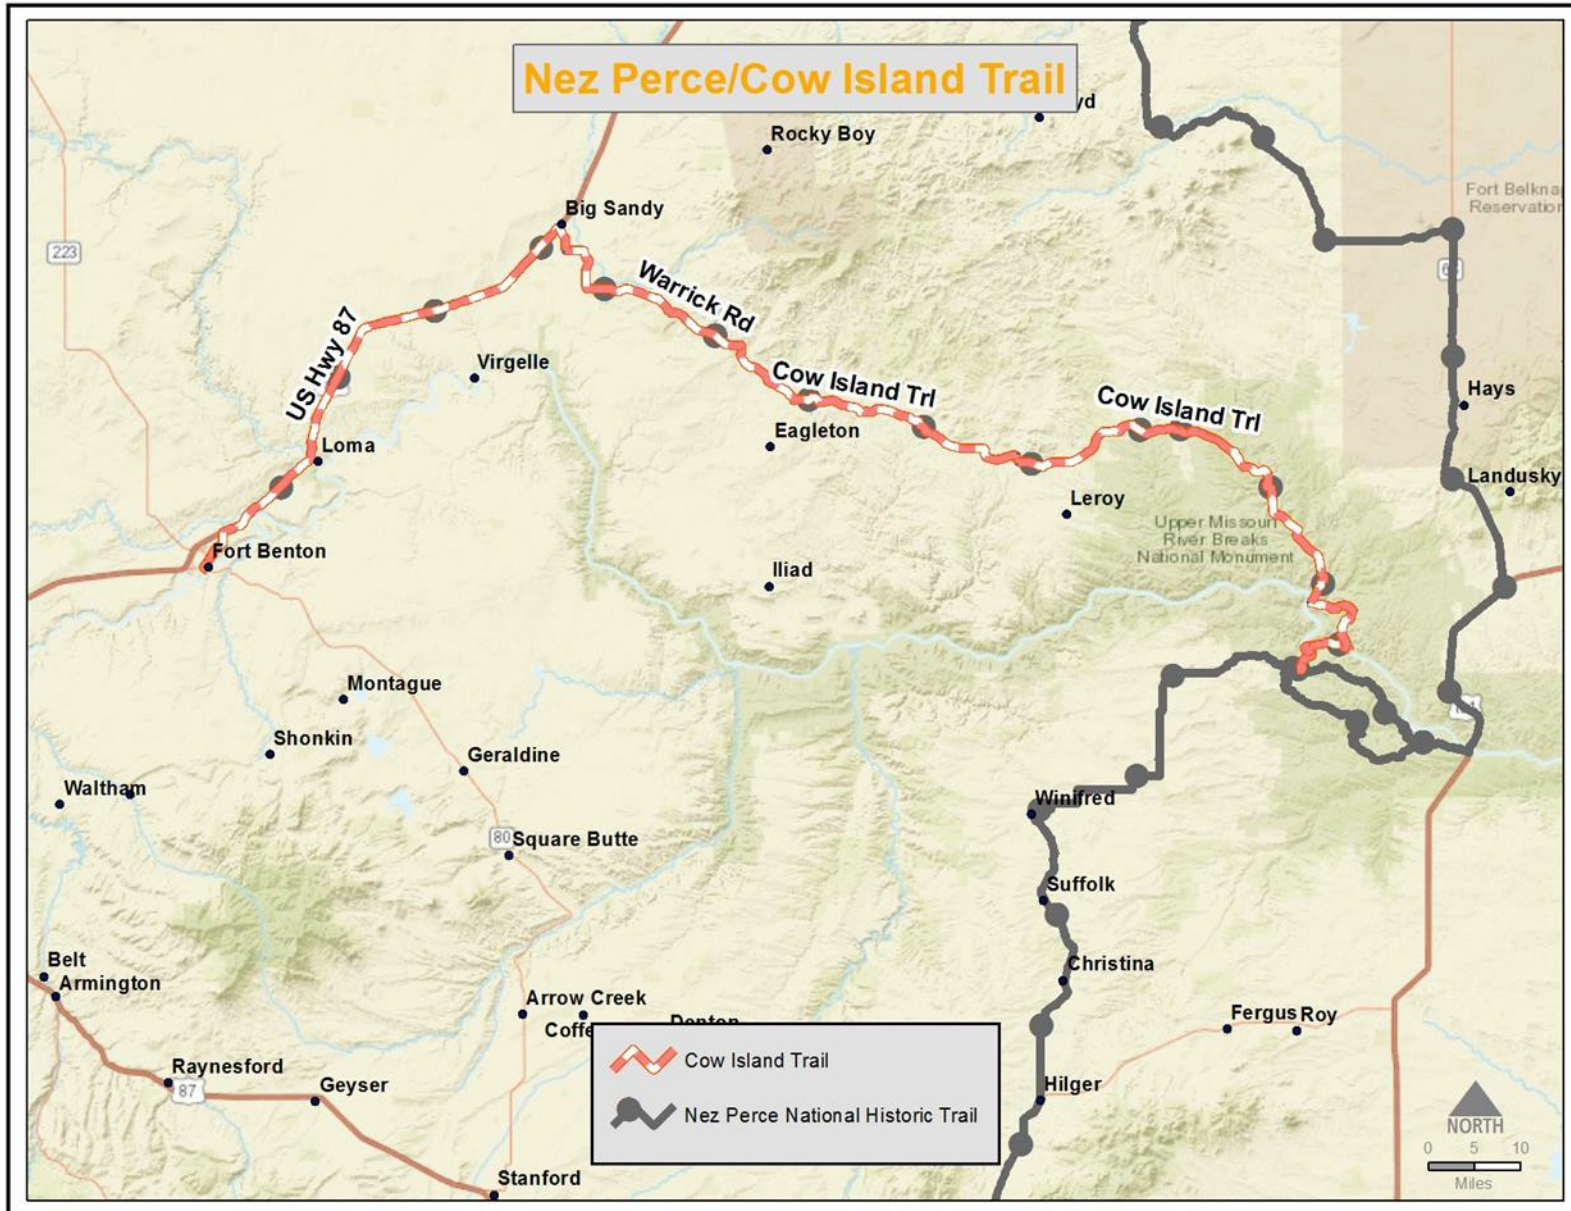 Nez Perce/Cow Island Trail
Rocky Boy
Big Sandy
Fort Belkna
Reservation
223
Warrick Rd
US Hwy 87
Virgelle
Cow Island Trl
Cow Island Trl
Hays
Eagleton
Loma
Landusky
Leroy
Upper Missouri
River Breaks
National Monument
Fort Benton
Iliad
Montague
Shonkin
Geraldine
Waltham
Winifred
80
Square Butte
Suffolk
Belt
Armington
Christina
Arrow Creek
Fergus
Roy
Cow Island Trail
Raynesford
87
Geyser
Hilger
Nez Perce National Historic Trail
NORTH
0 5 10
Miles
Stanford